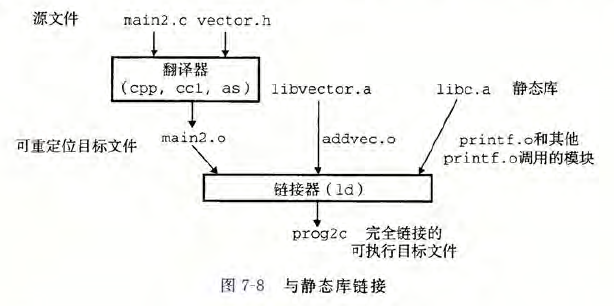 源文件 main2.c vector.h
翻译器
(cpp, cc1, as)
libvector.a
libc.a 静态库
可重定位目标文件
main2.o
addvec.o
printf.o和其他
printf.o调用的模块
链接器(ld)
prog2c 完全链接的
可执行目标文件
图 7-8 与静态库链接